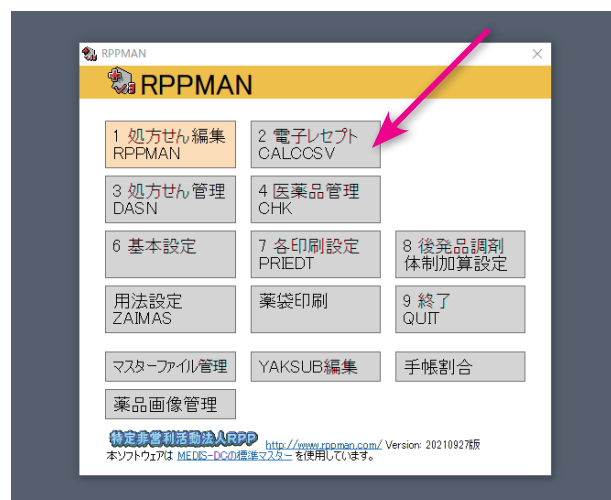 RPPMAN
RPPMAN
1 処方せん編集
RPPMAN
2 電子レセプト
CALCCSV
3 処方せん管理
DASN
4 医薬品管理
CHK
6 基本設定
7 各印刷設定
PRIEDT
8 後発品調剤
体制加算設定
用法設定
ZAIMAS
薬袋印刷
9 終了
QUIT
マスターファイル管理
YAKSUB編集
手帳割合
薬品画像管理
特定非営利活動法人RPP http://www.rppman.com/ Version: 20210927版
本ソフトウェアは MEDIS-DCの標準マスター を使用しています。